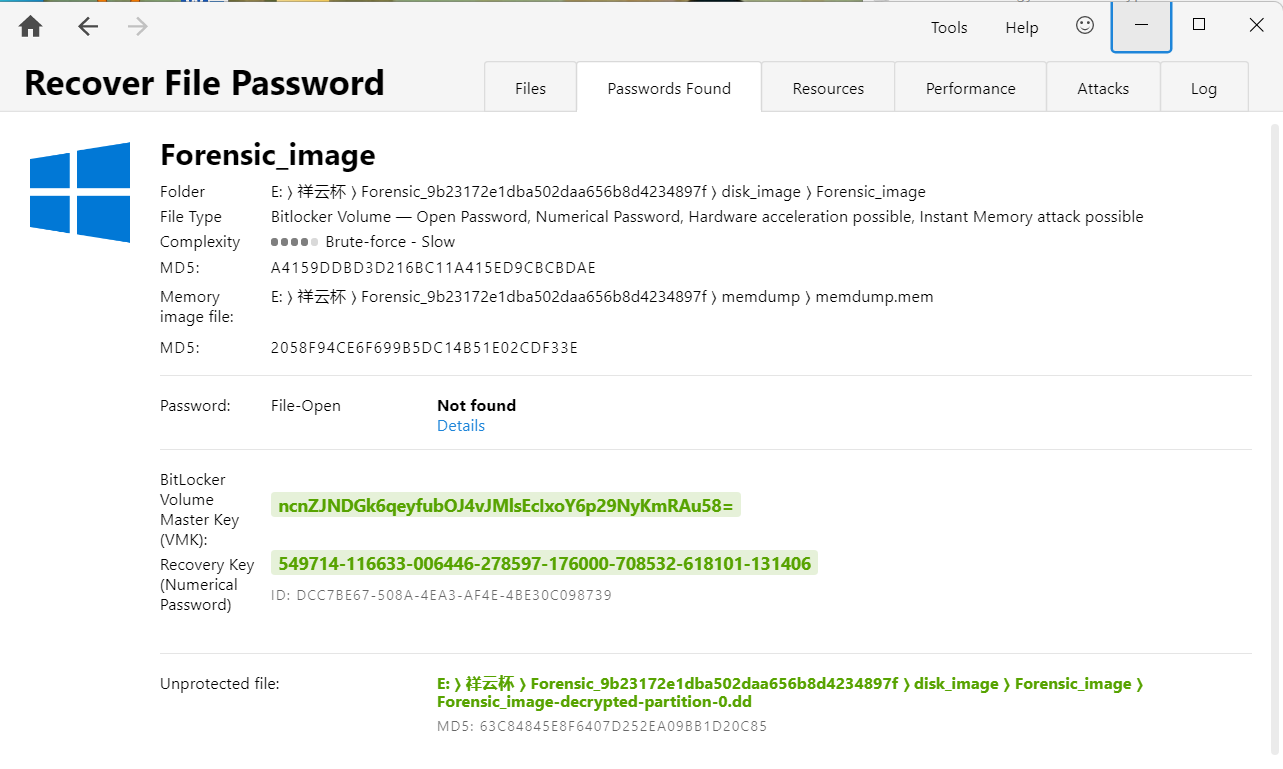 Tools Help
Recover File Password
Files Passwords Found Resources Performance Attacks Log
Forensic_image
Folder E: 〉祥云杯 〉Forensic_9b23172e1dba502daa656b8d4234897f 〉disk_image 〉Forensic_image
File Type Bitlocker Volume — Open Password, Numerical Password, Hardware acceleration possible, Instant Memory attack possible
Complexity Brute-force - Slow
MD5: A4159DDBD3D216BC11A415ED9CBCBDAE
Memory image file: E: 〉祥云杯 〉Forensic_9b23172e1dba502daa656b8d4234897f 〉memdump 〉memdump.mem
MD5: 2058F94CE6F699B5DC14B51E02CDF33E
Password: File-Open Not found
Details
BitLocker
Volume
Master Key
(VMK):
ncnZJNDGk6qeyfubOJ4vJMlsEcIxoY6p29NyKmRAu58=
Recovery Key
(Numerical
Password)
549714-116633-006446-278597-176000-708532-618101-131406
ID: DCC7BE67-508A-4EA3-AF4E-4BE30C098739
Unprotected file: E: 〉祥云杯 〉Forensic_9b23172e1dba502daa656b8d4234897f 〉disk_image 〉Forensic_image 〉
Forensic_image-decrypted-partition-0.dd
MD5: 63C84845E8F6407D252EA09BB1D20C85